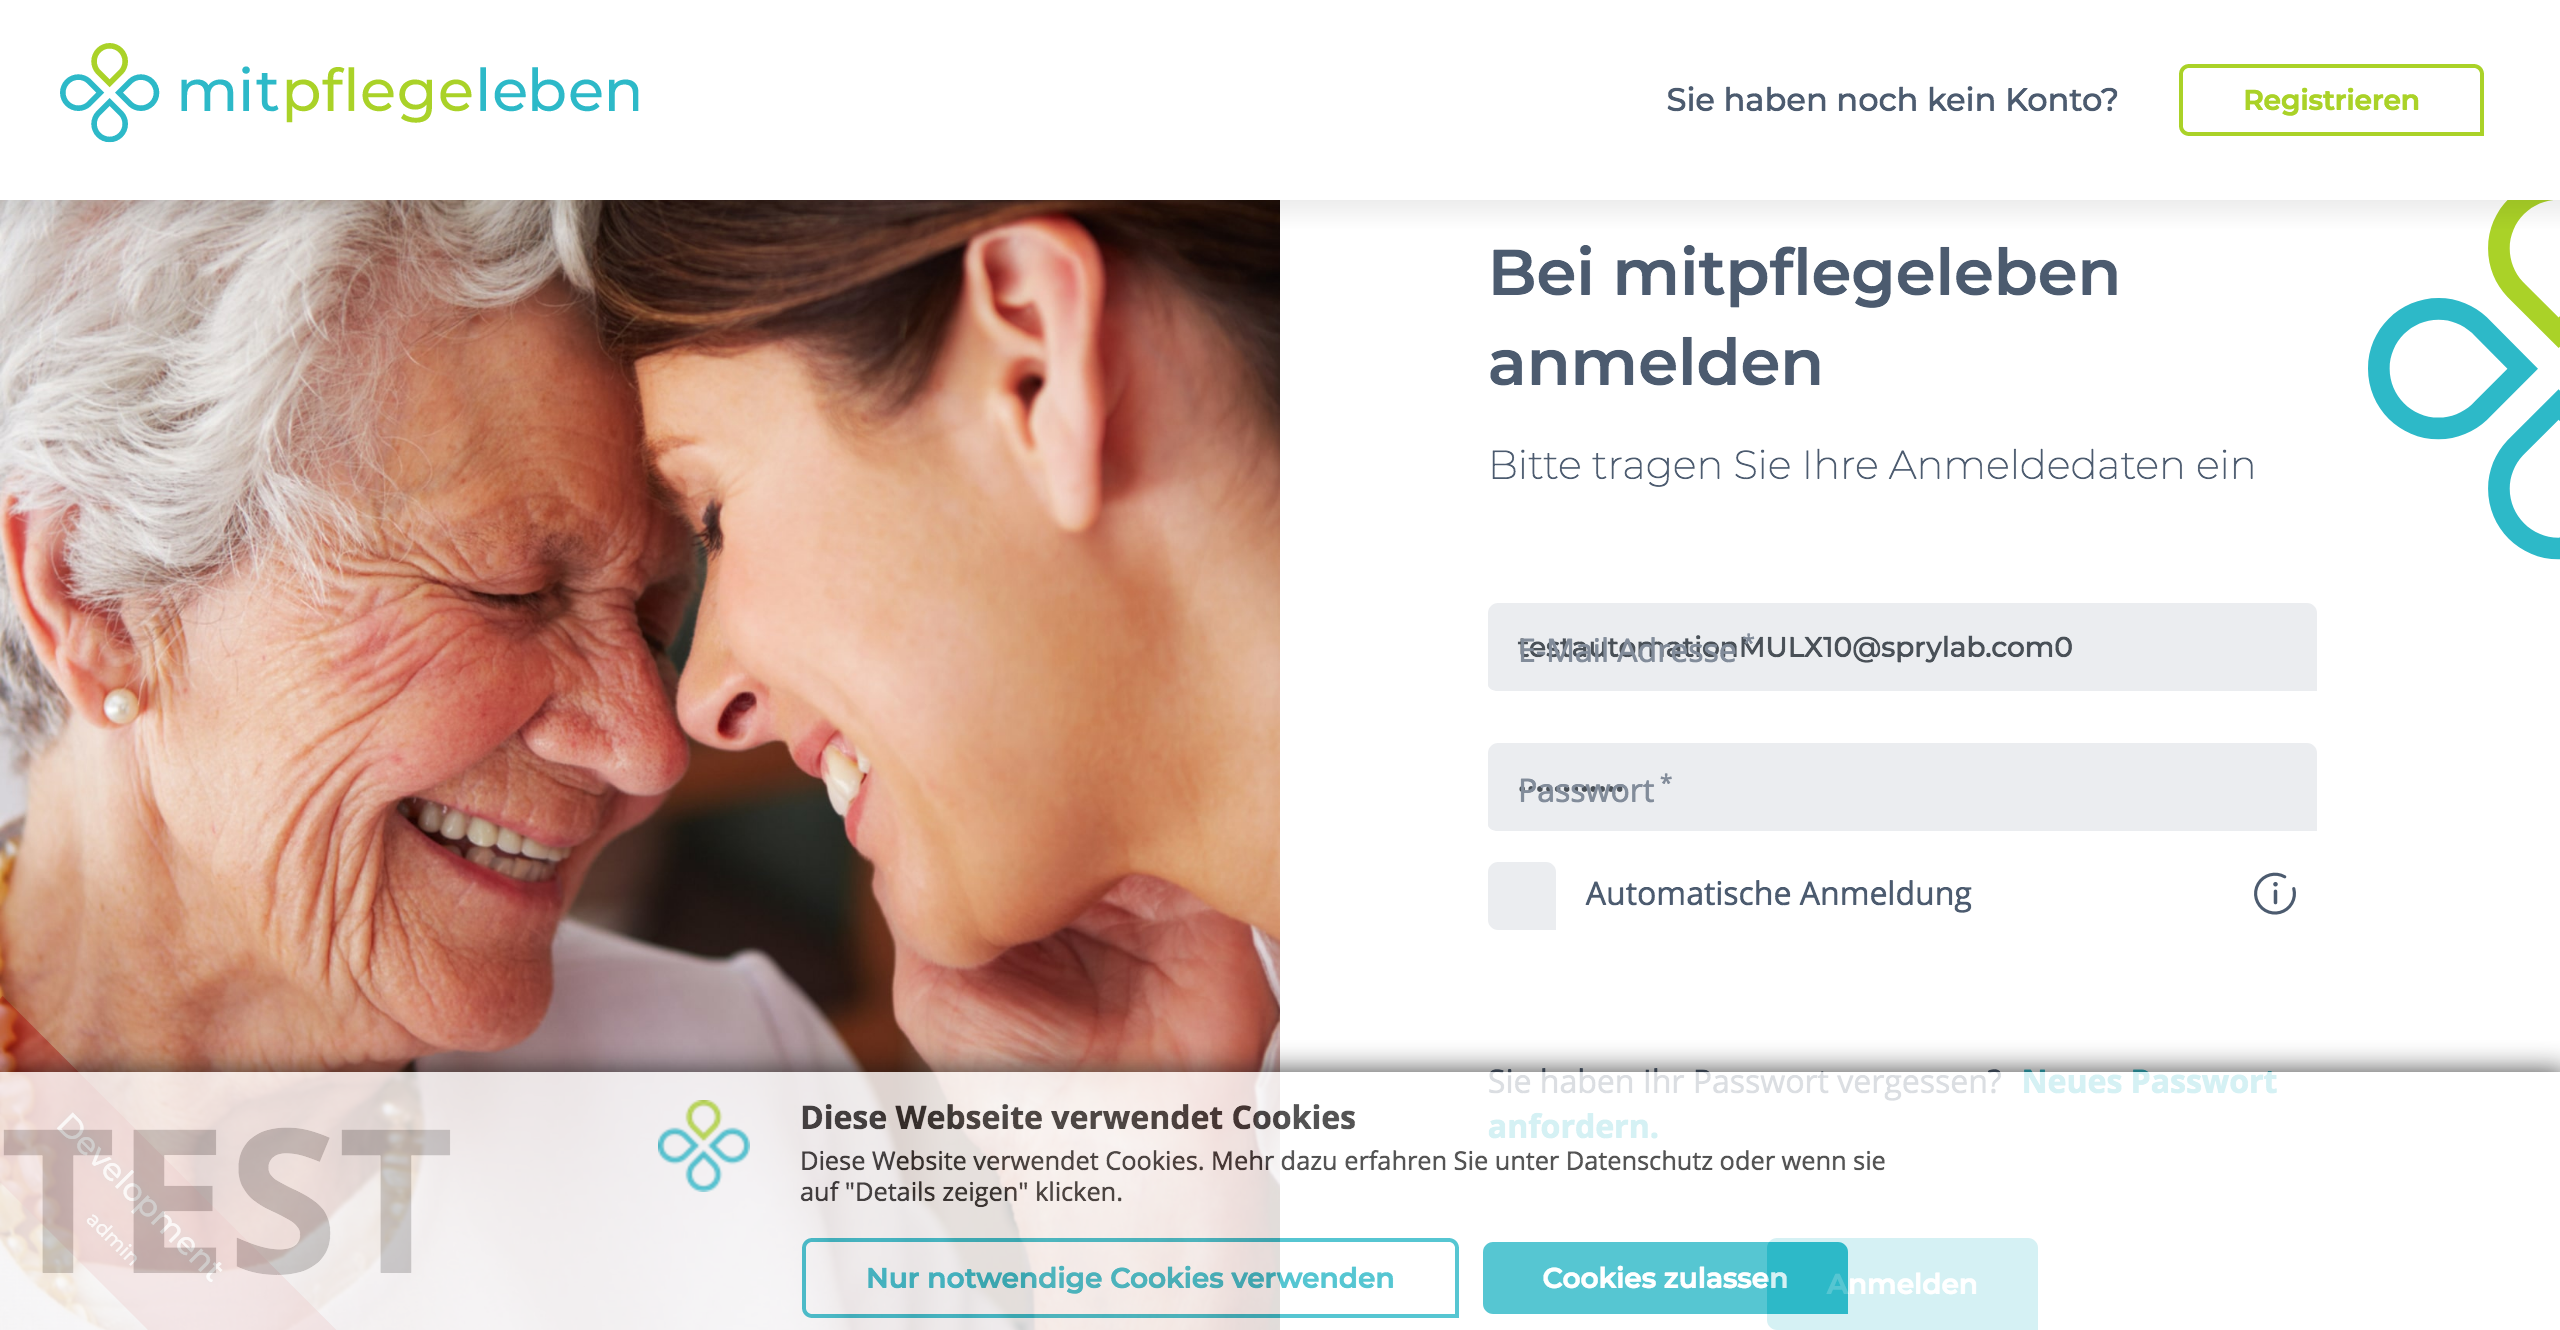 mitpflegeleben
Sie haben noch kein Konto?
Registrieren
Bei mitpflegeleben
anmelden
Bitte tragen Sie Ihre Anmeldedaten ein
E-Mail Adresse *
testautomationMULX10@sprylab.com0
Passwort *
Automatische Anmeldung
Sie haben Ihr Passwort vergessen? Neues Passwort
anfordern.
Diese Webseite verwendet Cookies
Diese Website verwendet Cookies. Mehr dazu erfahren Sie unter Datenschutz oder wenn sie
auf "Details zeigen" klicken.
Nur notwendige Cookies verwenden
Cookies zulassen
Anmelden
TEST
Development
admin